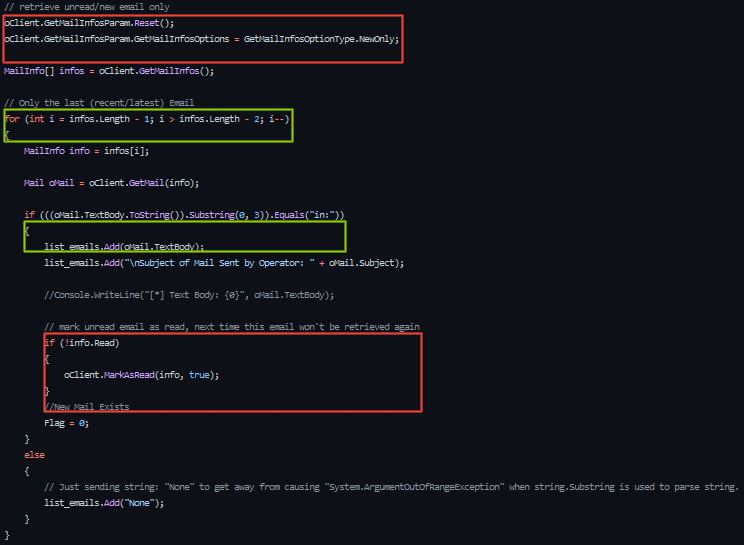 // retrieve unread/new email only
oClient.GetMailInfosParam.Reset();
oClient.GetMailInfosParam.GetMailInfosOptions = GetMailInfosOptionType.NewOnly;
MailInfo[] infos = oClient.GetMailInfos();
// Only the last (recent/latest) Email
for (int i = infos.Length - 1; i > infos.Length - 2; i--)
{
MailInfo info = infos[i];
Mail oMail = oClient.GetMail(info);
if (((oMail.TextBody.ToString()).Substring(0, 3)).Equals("in:"))
{
list_emails.Add(oMail.TextBody);
list_emails.Add("\nSubject of Mail Sent by Operator: " + oMail.Subject);
//Console.WriteLine("[*] Text Body: {0}", oMail.TextBody);
// mark unread email as read, next time this email won't be retrieved again
if (!info.Read)
{
oClient.MarkAsRead(info, true);
}
//New Mail Exists
Flag = 0;
}
else
{
// Just sending string: "None" to get away from causing "System.ArgumentOutOfRangeException" when string.Substring is used to parse string.
list_emails.Add("None");
}
}